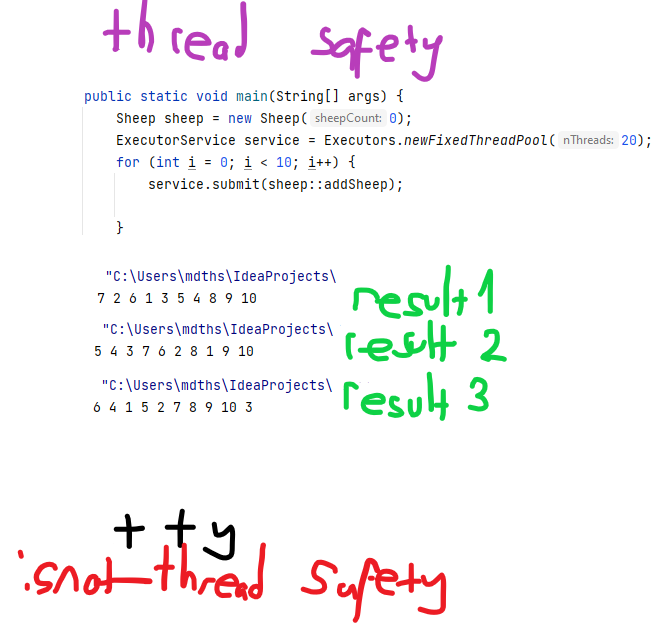 thread safety
public static void main(String[] args) {
Sheep sheep = new Sheep( sheepCount: 0);
ExecutorService service = Executors.newFixedThreadPool( nThreads: 20);
for (int i = 0; i < 10; i++) {
service.submit(sheep::addSheep);
}
"C:\Users\mdths\IdeaProjects\
7 2 6 1 3 5 4 8 9 10
result 1
"C:\Users\mdths\IdeaProjects\
5 4 3 7 6 2 8 1 9 10
result 2
"C:\Users\mdths\IdeaProjects\
6 4 1 5 2 7 8 9 10 3
result 3
++y
is not thread safety